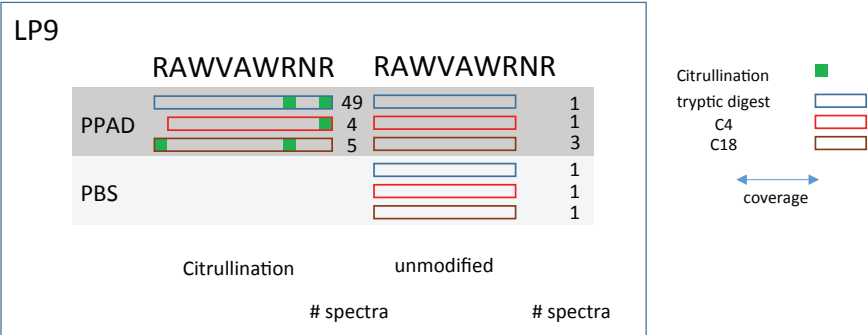 LP9
RAWVAWRNR RAWVAWRNR
Citrullination
tryptic digest
C4
C18
coverage
PPAD
49 1
4 1
5 3
PBS
1
1
1
Citrullination unmodified
# spectra # spectra